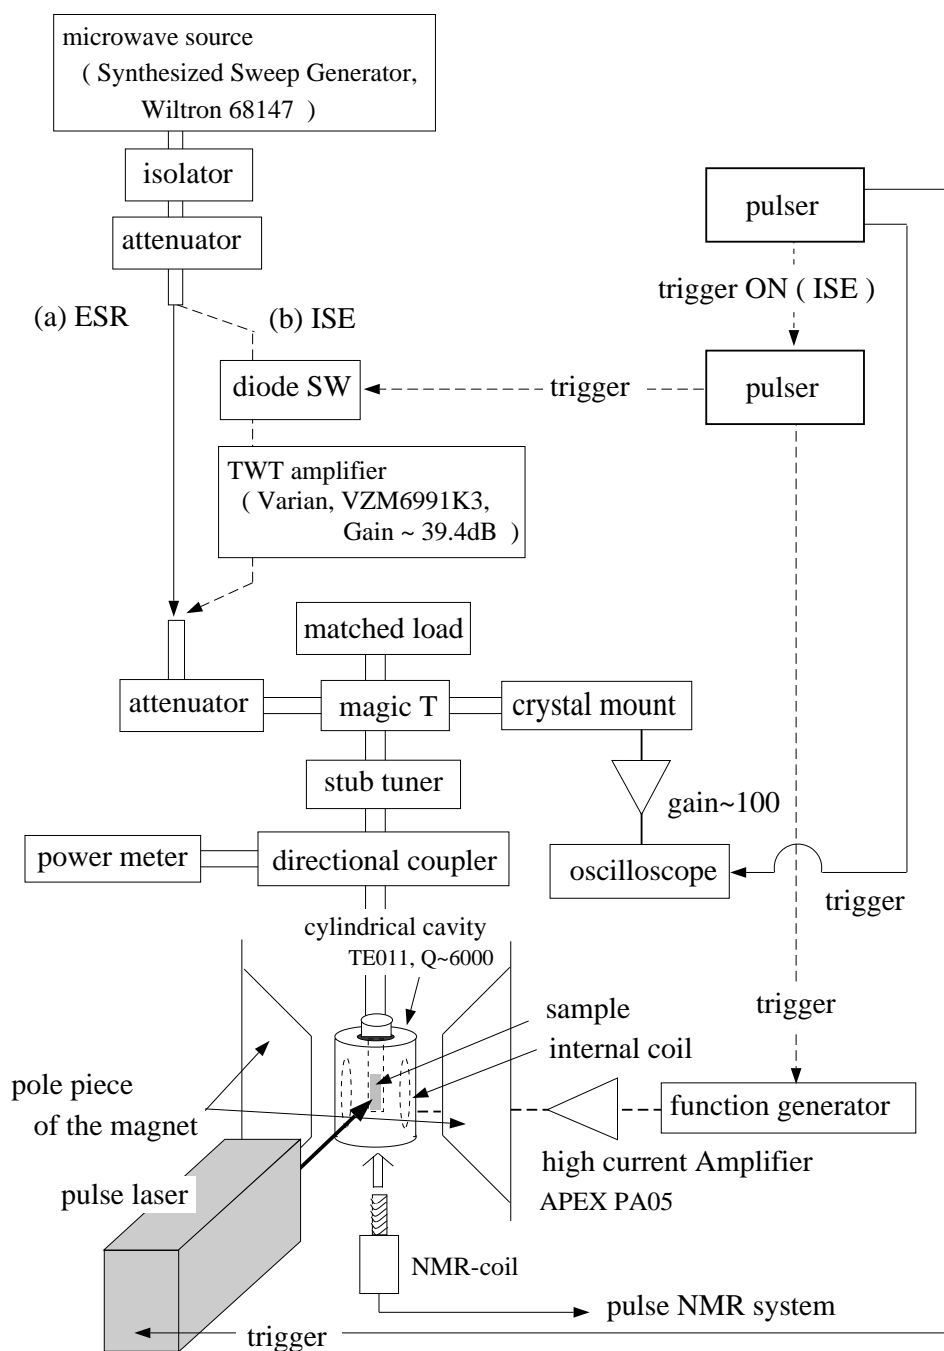 microwave source
( Synthesized Sweep Generator,
Wiltron 68147 )
isolator
attenuator
pulser
trigger ON ( ISE )
(a) ESR
(b) ISE
diode SW
trigger
pulser
TWT amplifier
( Varian, VZM6991K3,
Gain ~ 39.4dB )
matched load
attenuator
magic T
crystal mount
stub tuner
gain~100
power meter
directional coupler
oscilloscope
trigger
cylindrical cavity
TE011, Q~6000
sample
trigger
internal coil
pole piece
of the magnet
function generator
high current Amplifier
APEX PA05
pulse laser
NMR-coil
pulse NMR system
trigger